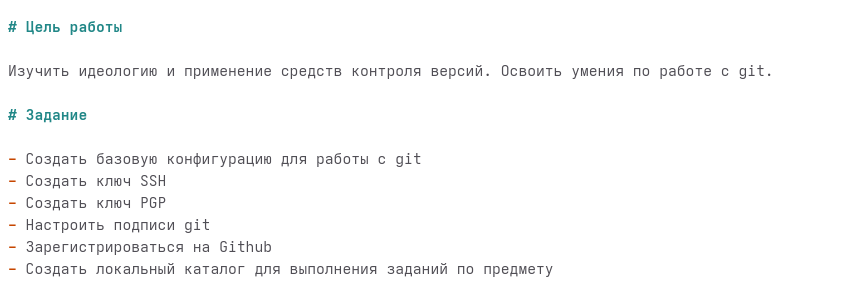 # Цель работы
Изучить идеологию и применение средств контроля версий. Освоить умения по работе с git.
# Задание
- Создать базовую конфигурацию для работы с git
- Создать ключ SSH
- Создать ключ PGP
- Настроить подписи git
- Зарегистрироваться на Github
- Создать локальный каталог для выполнения заданий по предмету